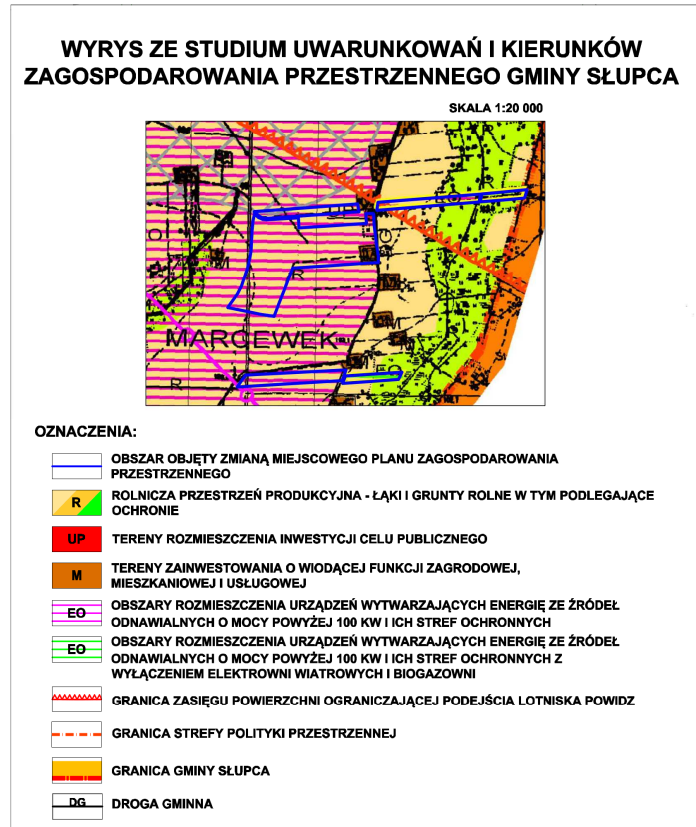 WYRYS ZE STUDIUM UWARUNKOWAŃ I KIERUNKÓW
ZAGOSPODAROWANIA PRZESTRZENNEGO GMINY SŁUPCA
SKALA 1:20 000
UP
EO
M
R
MARCEWEK
M
M
R
EO
OZNACZENIA:
OBSZAR OBJĘTY ZMIANĄ MIEJSCOWEGO PLANU ZAGOSPODAROWANIA
PRZESTRZENNEGO
R
ROLNICZA PRZESTRZEŃ PRODUKCYJNA - ŁĄKI I GRUNTY ROLNE W TYM PODLEGAJĄCE
OCHRONIE
UP
TERENY ROZMIESZCZENIA INWESTYCJI CELU PUBLICZNEGO
M
TERENY ZAINWESTOWANIA O WIODĄCEJ FUNKCJI ZAGRODOWEJ,
MIESZKANIOWEJ I USŁUGOWEJ
EO
OBSZARY ROZMIESZCZENIA URZĄDZEŃ WYTWARZAJĄCYCH ENERGIĘ ZE ŹRÓDEŁ
ODNAWIALNYCH O MOCY POWYŻEJ 100 KW I ICH STREF OCHRONNYCH
EO
OBSZARY ROZMIESZCZENIA URZĄDZEŃ WYTWARZAJĄCYCH ENERGIĘ ZE ŹRÓDEŁ
ODNAWIALNYCH O MOCY POWYŻEJ 100 KW I ICH STREF OCHRONNYCH Z
WYŁĄCZENIEM ELEKTROWNI WIATROWYCH I BIOGAZOWNI
GRANICA ZASIĘGU POWIERZCHNI OGRANICZAJĄCEJ PODEJŚCIA LOTNISKA POWIDZ
GRANICA STREFY POLITYKI PRZESTRZENNEJ
GRANICA GMINY SŁUPCA
DG
DROGA GMINNA